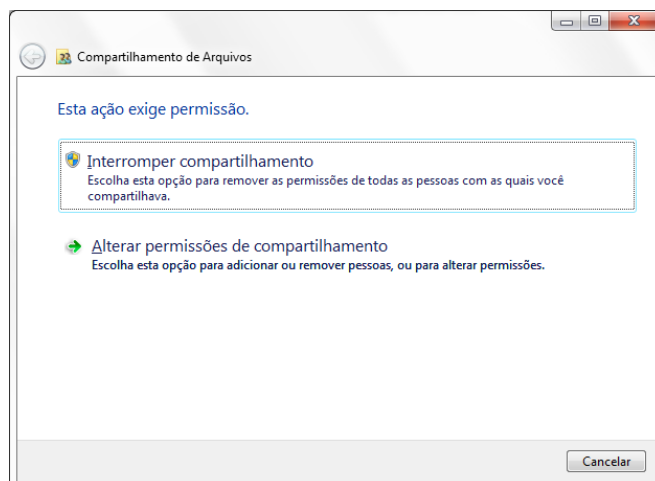 Compartilhamento de Arquivos
Esta ação exige permissão.
Interromper compartilhamento
Escolha esta opção para remover as permissões de todas as pessoas com as quais você
compartilhava.
Alterar permissões de compartilhamento
Escolha esta opção para adicionar ou remover pessoas, ou para alterar permissões.
Cancelar